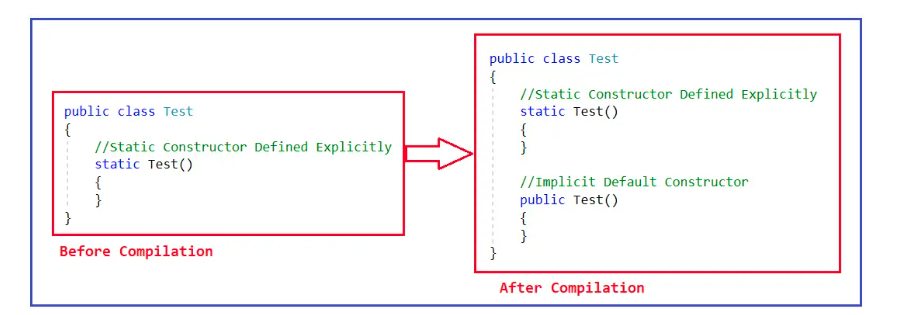 public class Test
{
//Static Constructor Defined Explicitly
static Test()
{
}
}
Before Compilation
public class Test
{
//Static Constructor Defined Explicitly
static Test()
{
}
//Implicit Default Constructor
public Test()
{
}
}
After Compilation